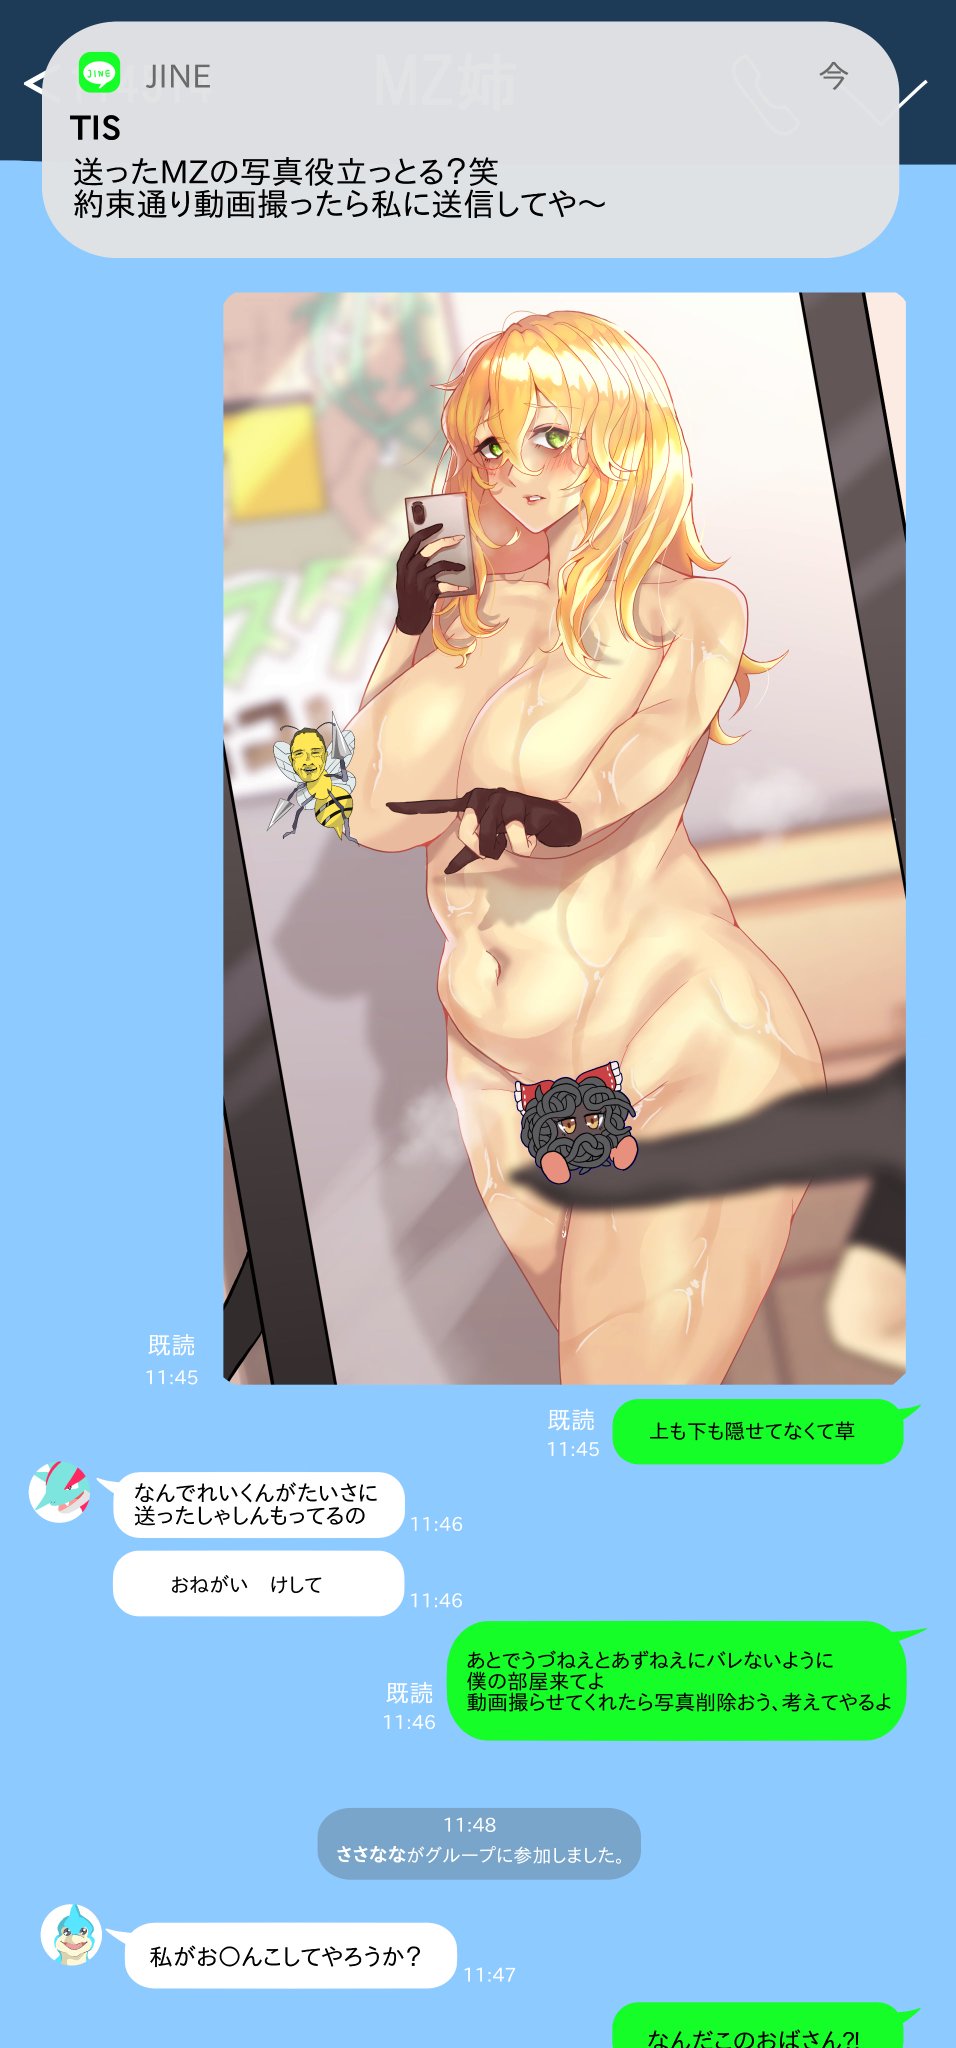 JINE
JINE
今
114514
MZ姉
TIS
送ったMZの写真役立っとる?笑
約束通り動画撮ったら私に送信してや〜
既読
11:45
既読
11:45
上も下も隠せてなくて草
なんでれいくんがたいさに
送ったしゃしんもってるの
11:46
おねがい　けして
11:46
あとでうづねえとあずねえにバレないように
僕の部屋来てよ
動画撮らせてくれたら写真削除おう、考えてやるよ
既読
11:46
11:48
ささなながグループに参加しました。
私がお〇んこしてやろうか?
11:47
なんだこのおばさん?!